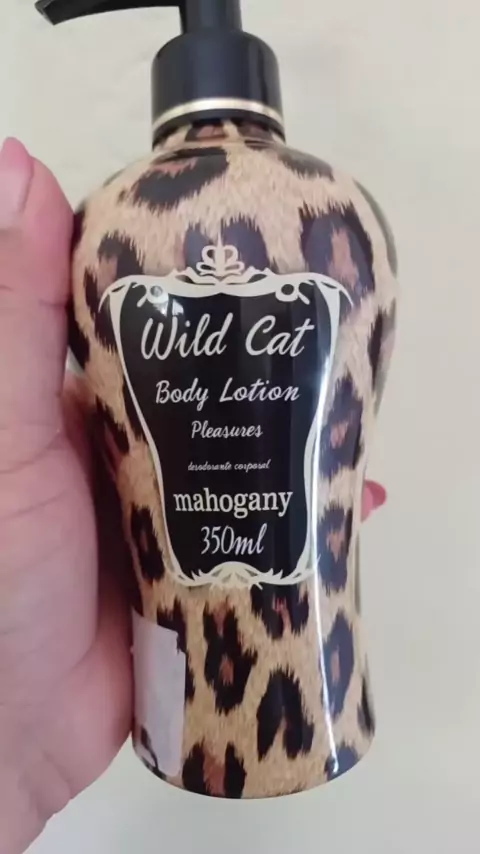 Wild Cat
Body Lotion
Pleasures
desodorante corporal
mahogany
350ml